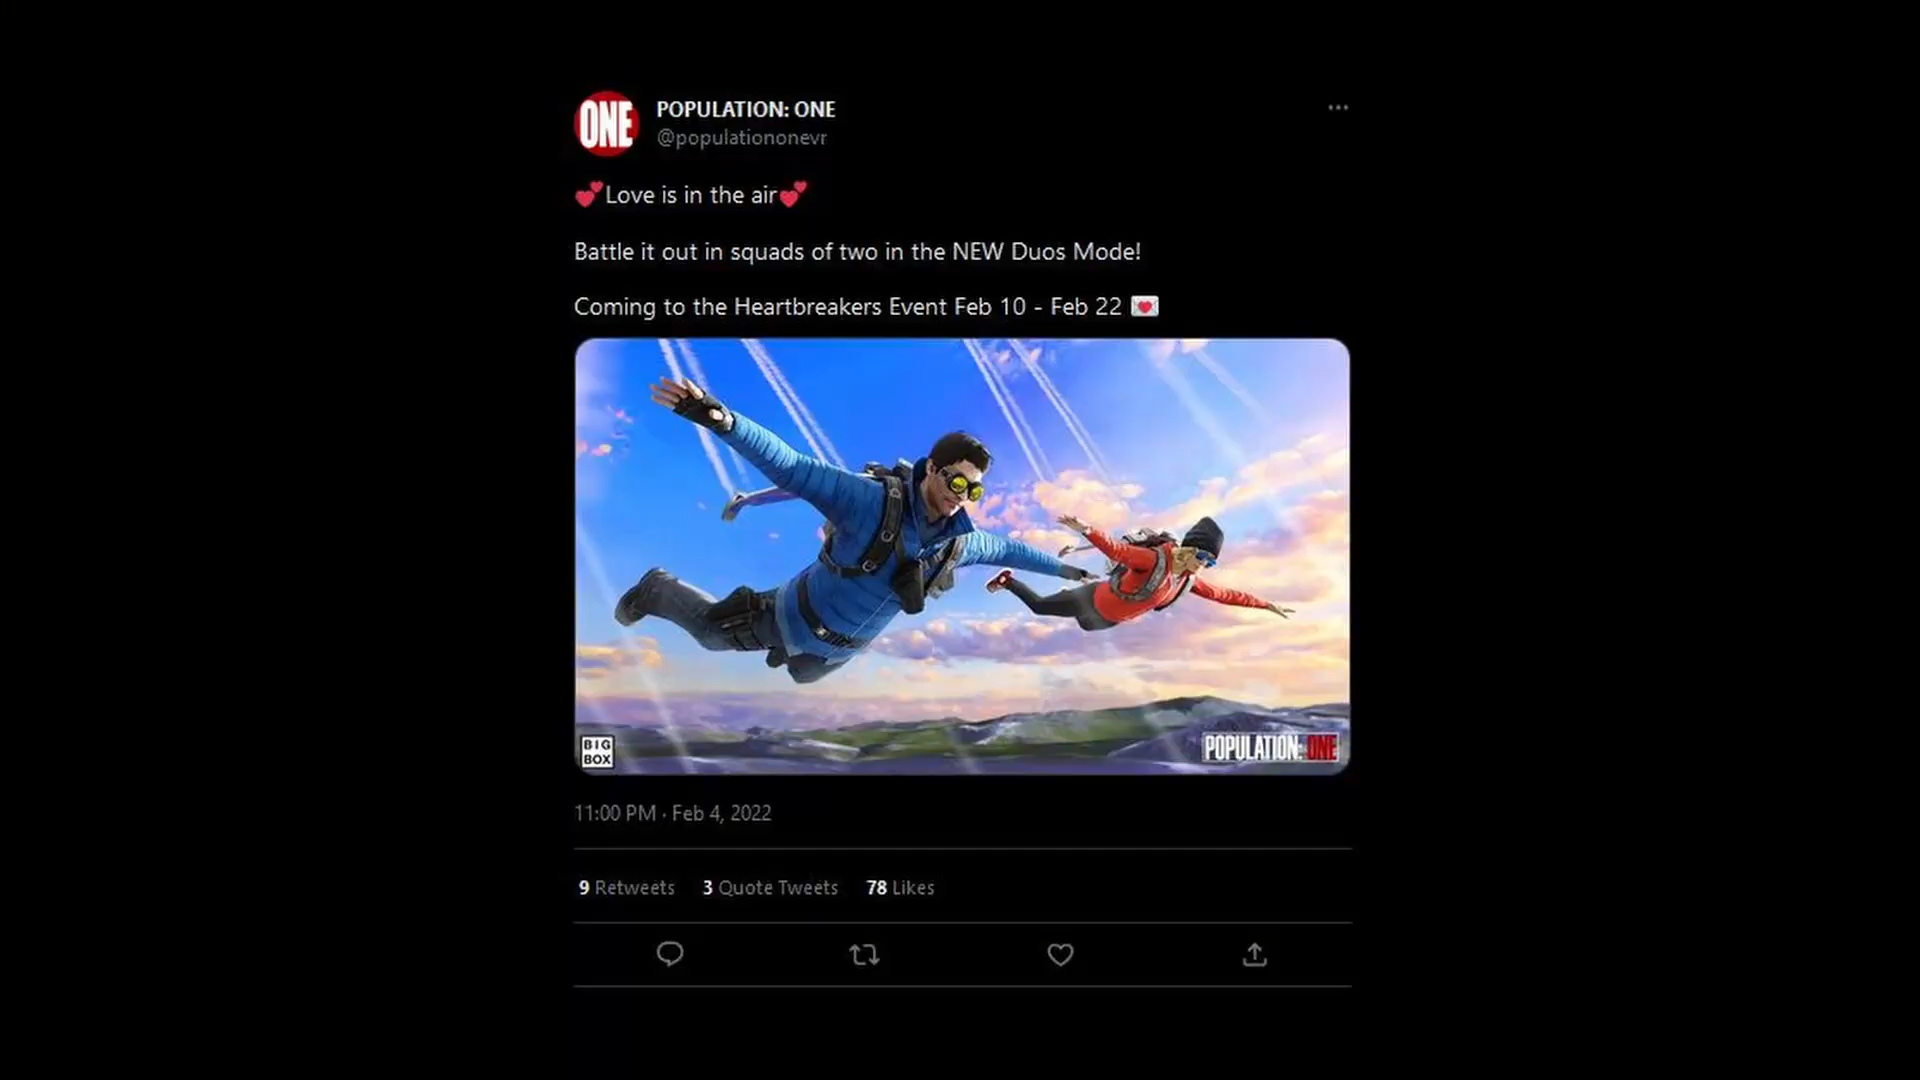 ONE
POPULATION: ONE
@populationonevr
💕Love is in the air💕
Battle it out in squads of two in the NEW Duos Mode!
Coming to the Heartbreakers Event Feb 10 - Feb 22 💌
BIG
BOX
POPULATION: ONE
11:00 PM · Feb 4, 2022
9 Retweets 3 Quote Tweets 78 Likes